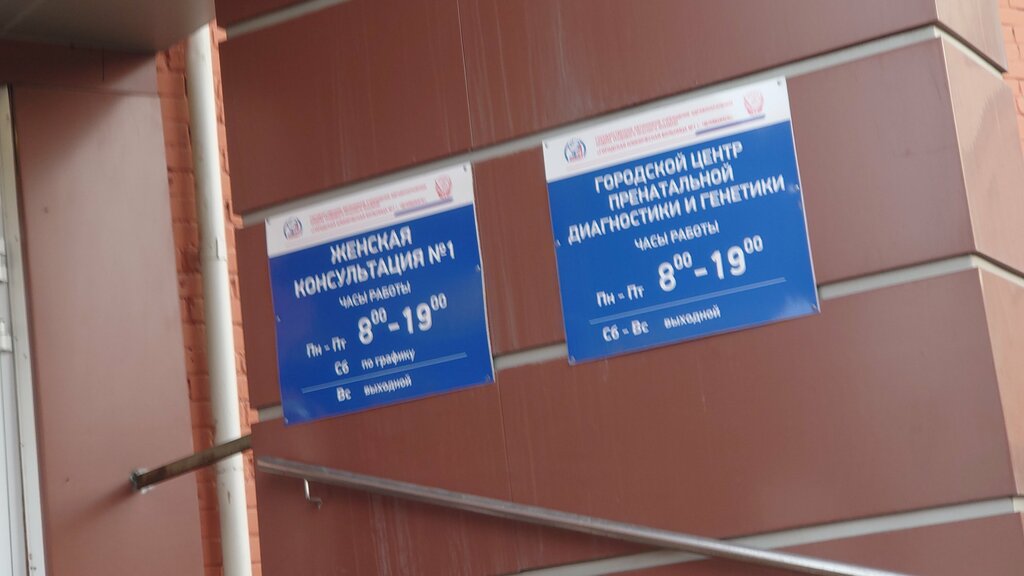 ЖЕНСКАЯ
КОНСУЛЬТАЦИЯ №1
ЧАСЫ РАБОТЫ
Пн - Пт 8⁰⁰-19⁰⁰
Сб по графику
Вс выходной
ГОРОДСКОЙ ЦЕНТР
ПРЕНАТАЛЬНОЙ
ДИАГНОСТИКИ И ГЕНЕТИКИ
ЧАСЫ РАБОТЫ
Пн - Пт 8⁰⁰-19⁰⁰
Сб - Вс выходной